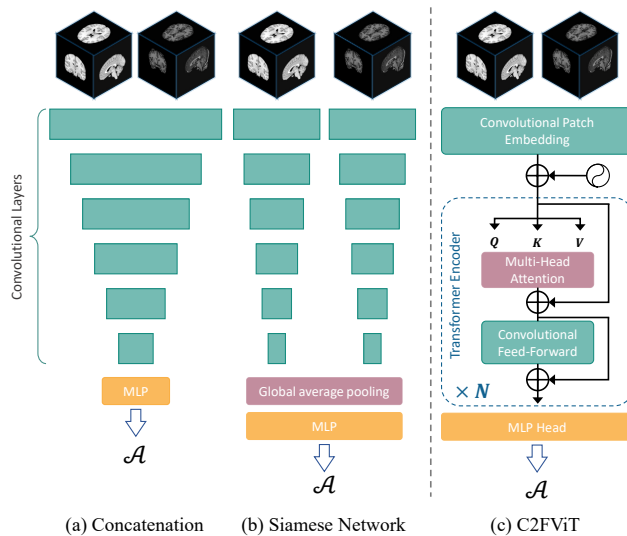 Convolutional Layers
MLP
𝒜
(a) Concatenation
Global average pooling
MLP
𝒜
(b) Siamese Network
Convolutional Patch
Embedding
Transformer Encoder
Q K V
Multi-Head
Attention
Convolutional
Feed-Forward
× N
MLP Head
𝒜
(c) C2FViT